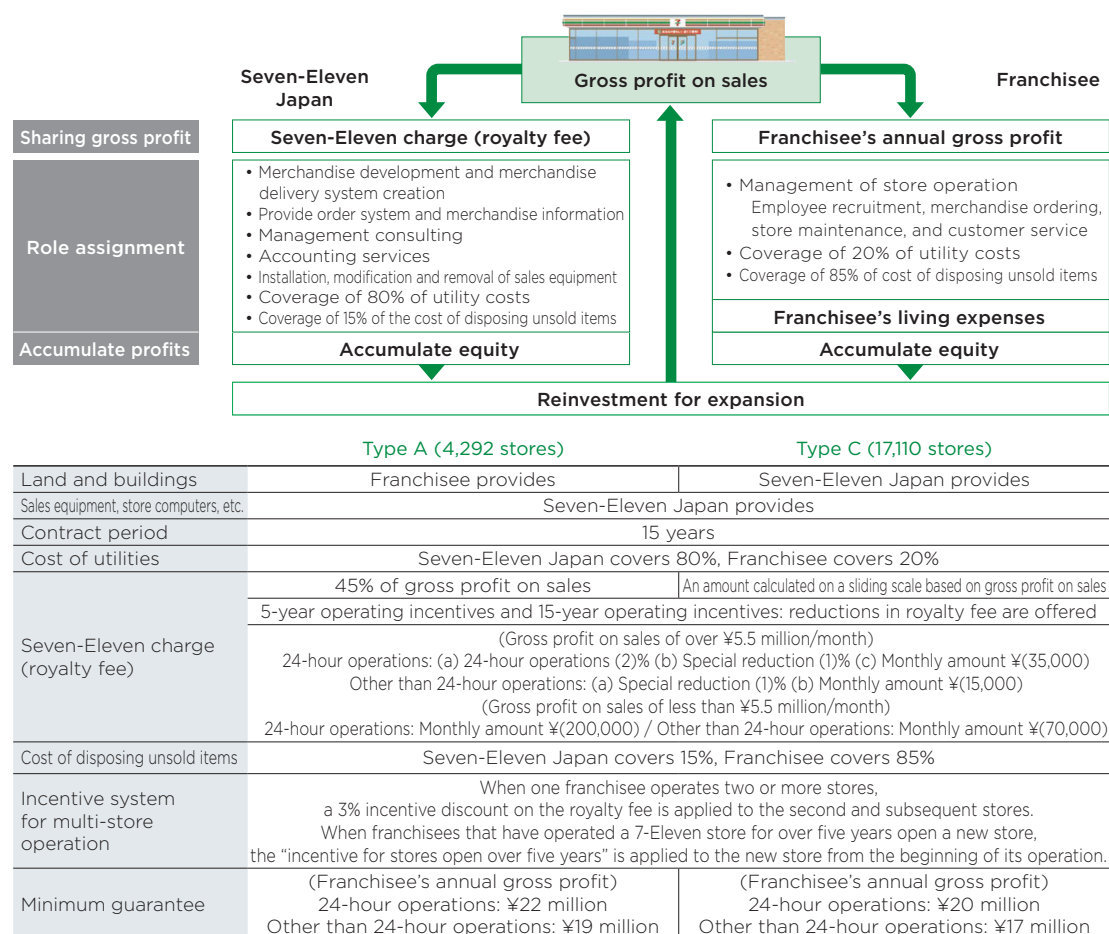 Seven-Eleven
Japan
Gross profit on sales
Franchisee
Sharing gross profit
Seven-Eleven charge (royalty fee)
Franchisee's annual gross profit
Role assignment
• Merchandise development and merchandise
delivery system creation
• Provide order system and merchandise information
• Management consulting
• Accounting services
• Installation, modification and removal of sales equipment
• Coverage of 80% of utility costs
• Coverage of 15% of the cost of disposing unsold items
• Management of store operation
Employee recruitment, merchandise ordering,
store maintenance, and customer service
• Coverage of 20% of utility costs
• Coverage of 85% of cost of disposing unsold items
Franchisee's living expenses
Accumulate profits
Accumulate equity
Accumulate equity
Reinvestment for expansion
Type A (4,292 stores)
Type C (17,110 stores)
Land and buildings
Franchisee provides
Seven-Eleven Japan provides
Sales equipment, store computers, etc.
Seven-Eleven Japan provides
Contract period
15 years
Cost of utilities
Seven-Eleven Japan covers 80%, Franchisee covers 20%
Seven-Eleven charge
(royalty fee)
45% of gross profit on sales
An amount calculated on a sliding scale based on gross profit on sales
5-year operating incentives and 15-year operating incentives: reductions in royalty fee are offered
(Gross profit on sales of over ¥5.5 million/month)
24-hour operations: (a) 24-hour operations (2)% (b) Special reduction (1)% (c) Monthly amount ¥(35,000)
Other than 24-hour operations: (a) Special reduction (1)% (b) Monthly amount ¥(15,000)
(Gross profit on sales of less than ¥5.5 million/month)
24-hour operations: Monthly amount ¥(200,000) / Other than 24-hour operations: Monthly amount ¥(70,000)
Cost of disposing unsold items
Seven-Eleven Japan covers 15%, Franchisee covers 85%
Incentive system
for multi-store
operation
When one franchisee operates two or more stores,
a 3% incentive discount on the royalty fee is applied to the second and subsequent stores.
When franchisees that have operated a 7-Eleven store for over five years open a new store,
the "incentive for stores open over five years" is applied to the new store from the beginning of its operation.
Minimum guarantee
(Franchisee's annual gross profit)
24-hour operations: ¥22 million
Other than 24-hour operations: ¥19 million
(Franchisee's annual gross profit)
24-hour operations: ¥20 million
Other than 24-hour operations: ¥17 million